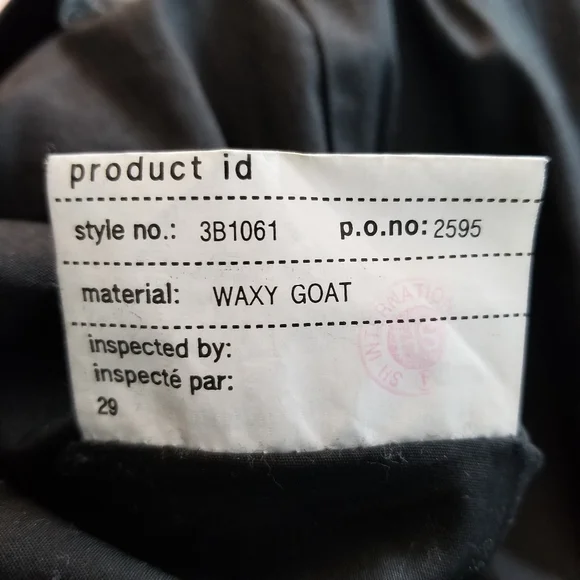 product id
style no.: 3B1061 p.o.no: 2595
material: WAXY GOAT
inspected by:
inspecté par:
29